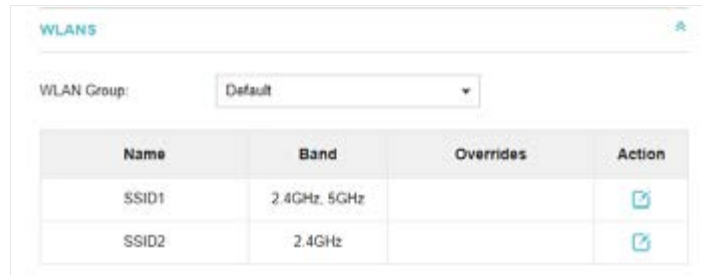 WLANS
WLAN Group: Default
Name Band Overrides Action
SSID1 2.4GHz, 5GHz
SSID2 2.4GHz